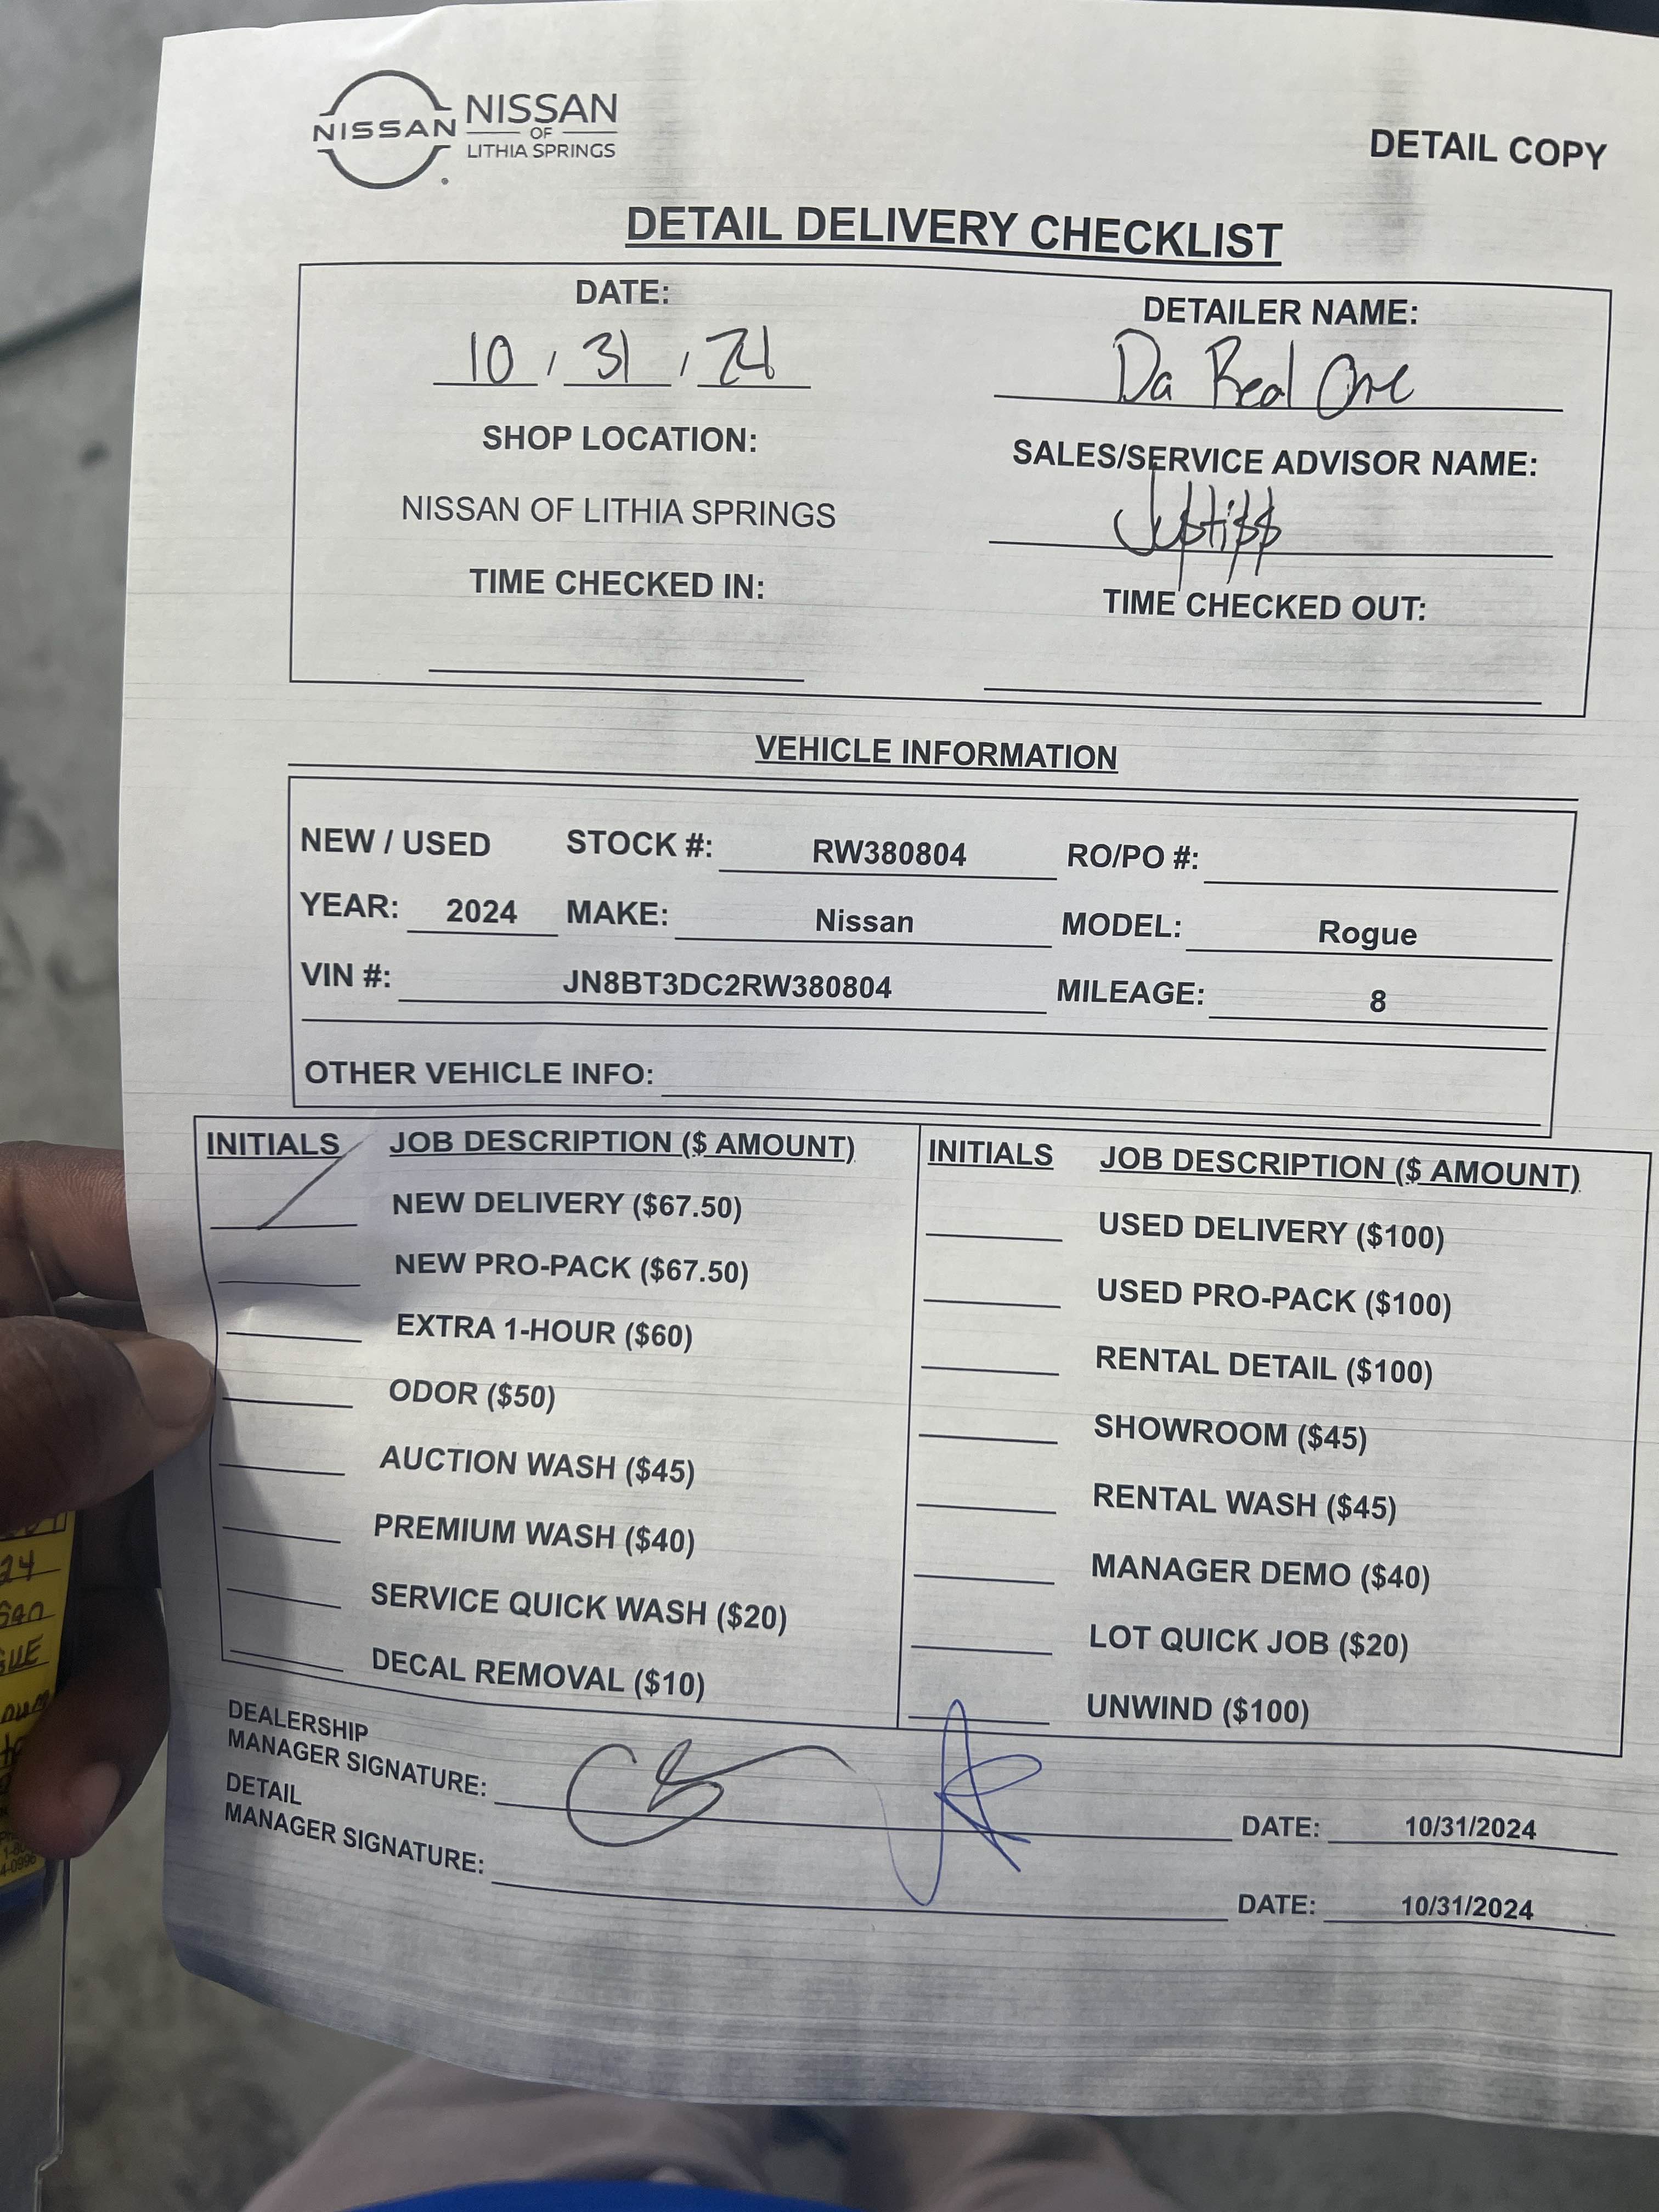 NISSAN
NISSAN
OF
LITHIA SPRINGS
DETAIL COPY
DETAIL DELIVERY CHECKLIST
DATE: DETAILER NAME:
10 / 31 / 24 Da Real One
SHOP LOCATION: SALES/SERVICE ADVISOR NAME:
NISSAN OF LITHIA SPRINGS Justi$$
TIME CHECKED IN: TIME CHECKED OUT:
VEHICLE INFORMATION
NEW / USED STOCK #: RW380804 RO/PO #:
YEAR: 2024 MAKE: Nissan MODEL: Rogue
VIN #: JN8BT3DC2RW380804 MILEAGE: 8
OTHER VEHICLE INFO:
INITIALS JOB DESCRIPTION ($ AMOUNT) INITIALS JOB DESCRIPTION ($ AMOUNT)
NEW DELIVERY ($67.50) USED DELIVERY ($100)
NEW PRO-PACK ($67.50) USED PRO-PACK ($100)
EXTRA 1-HOUR ($60) RENTAL DETAIL ($100)
ODOR ($50) SHOWROOM ($45)
AUCTION WASH ($45) RENTAL WASH ($45)
PREMIUM WASH ($40) MANAGER DEMO ($40)
SERVICE QUICK WASH ($20) LOT QUICK JOB ($20)
DECAL REMOVAL ($10) UNWIND ($100)
DEALERSHIP
MANAGER SIGNATURE: DATE: 10/31/2024
DETAIL
MANAGER SIGNATURE: DATE: 10/31/2024
24